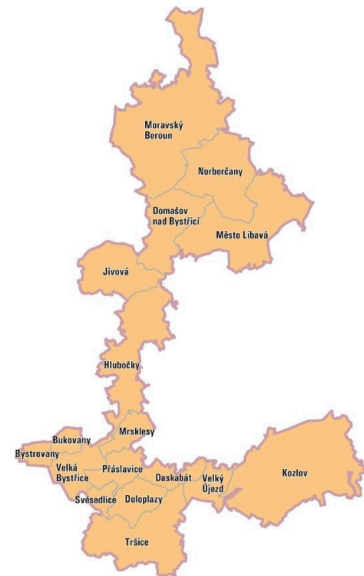 Moravský
Beroun
Norberčany
Domašov
nad Bystřicí
Město Libavá
Jívová
Hlubočky
Mrsklesy
Bukovany
Bystrovany
Velká
Bystřice
Přáslavice
Daskabát
Velký
Újezd
Kozlov
Svésedlice
Doloplazy
Tršice